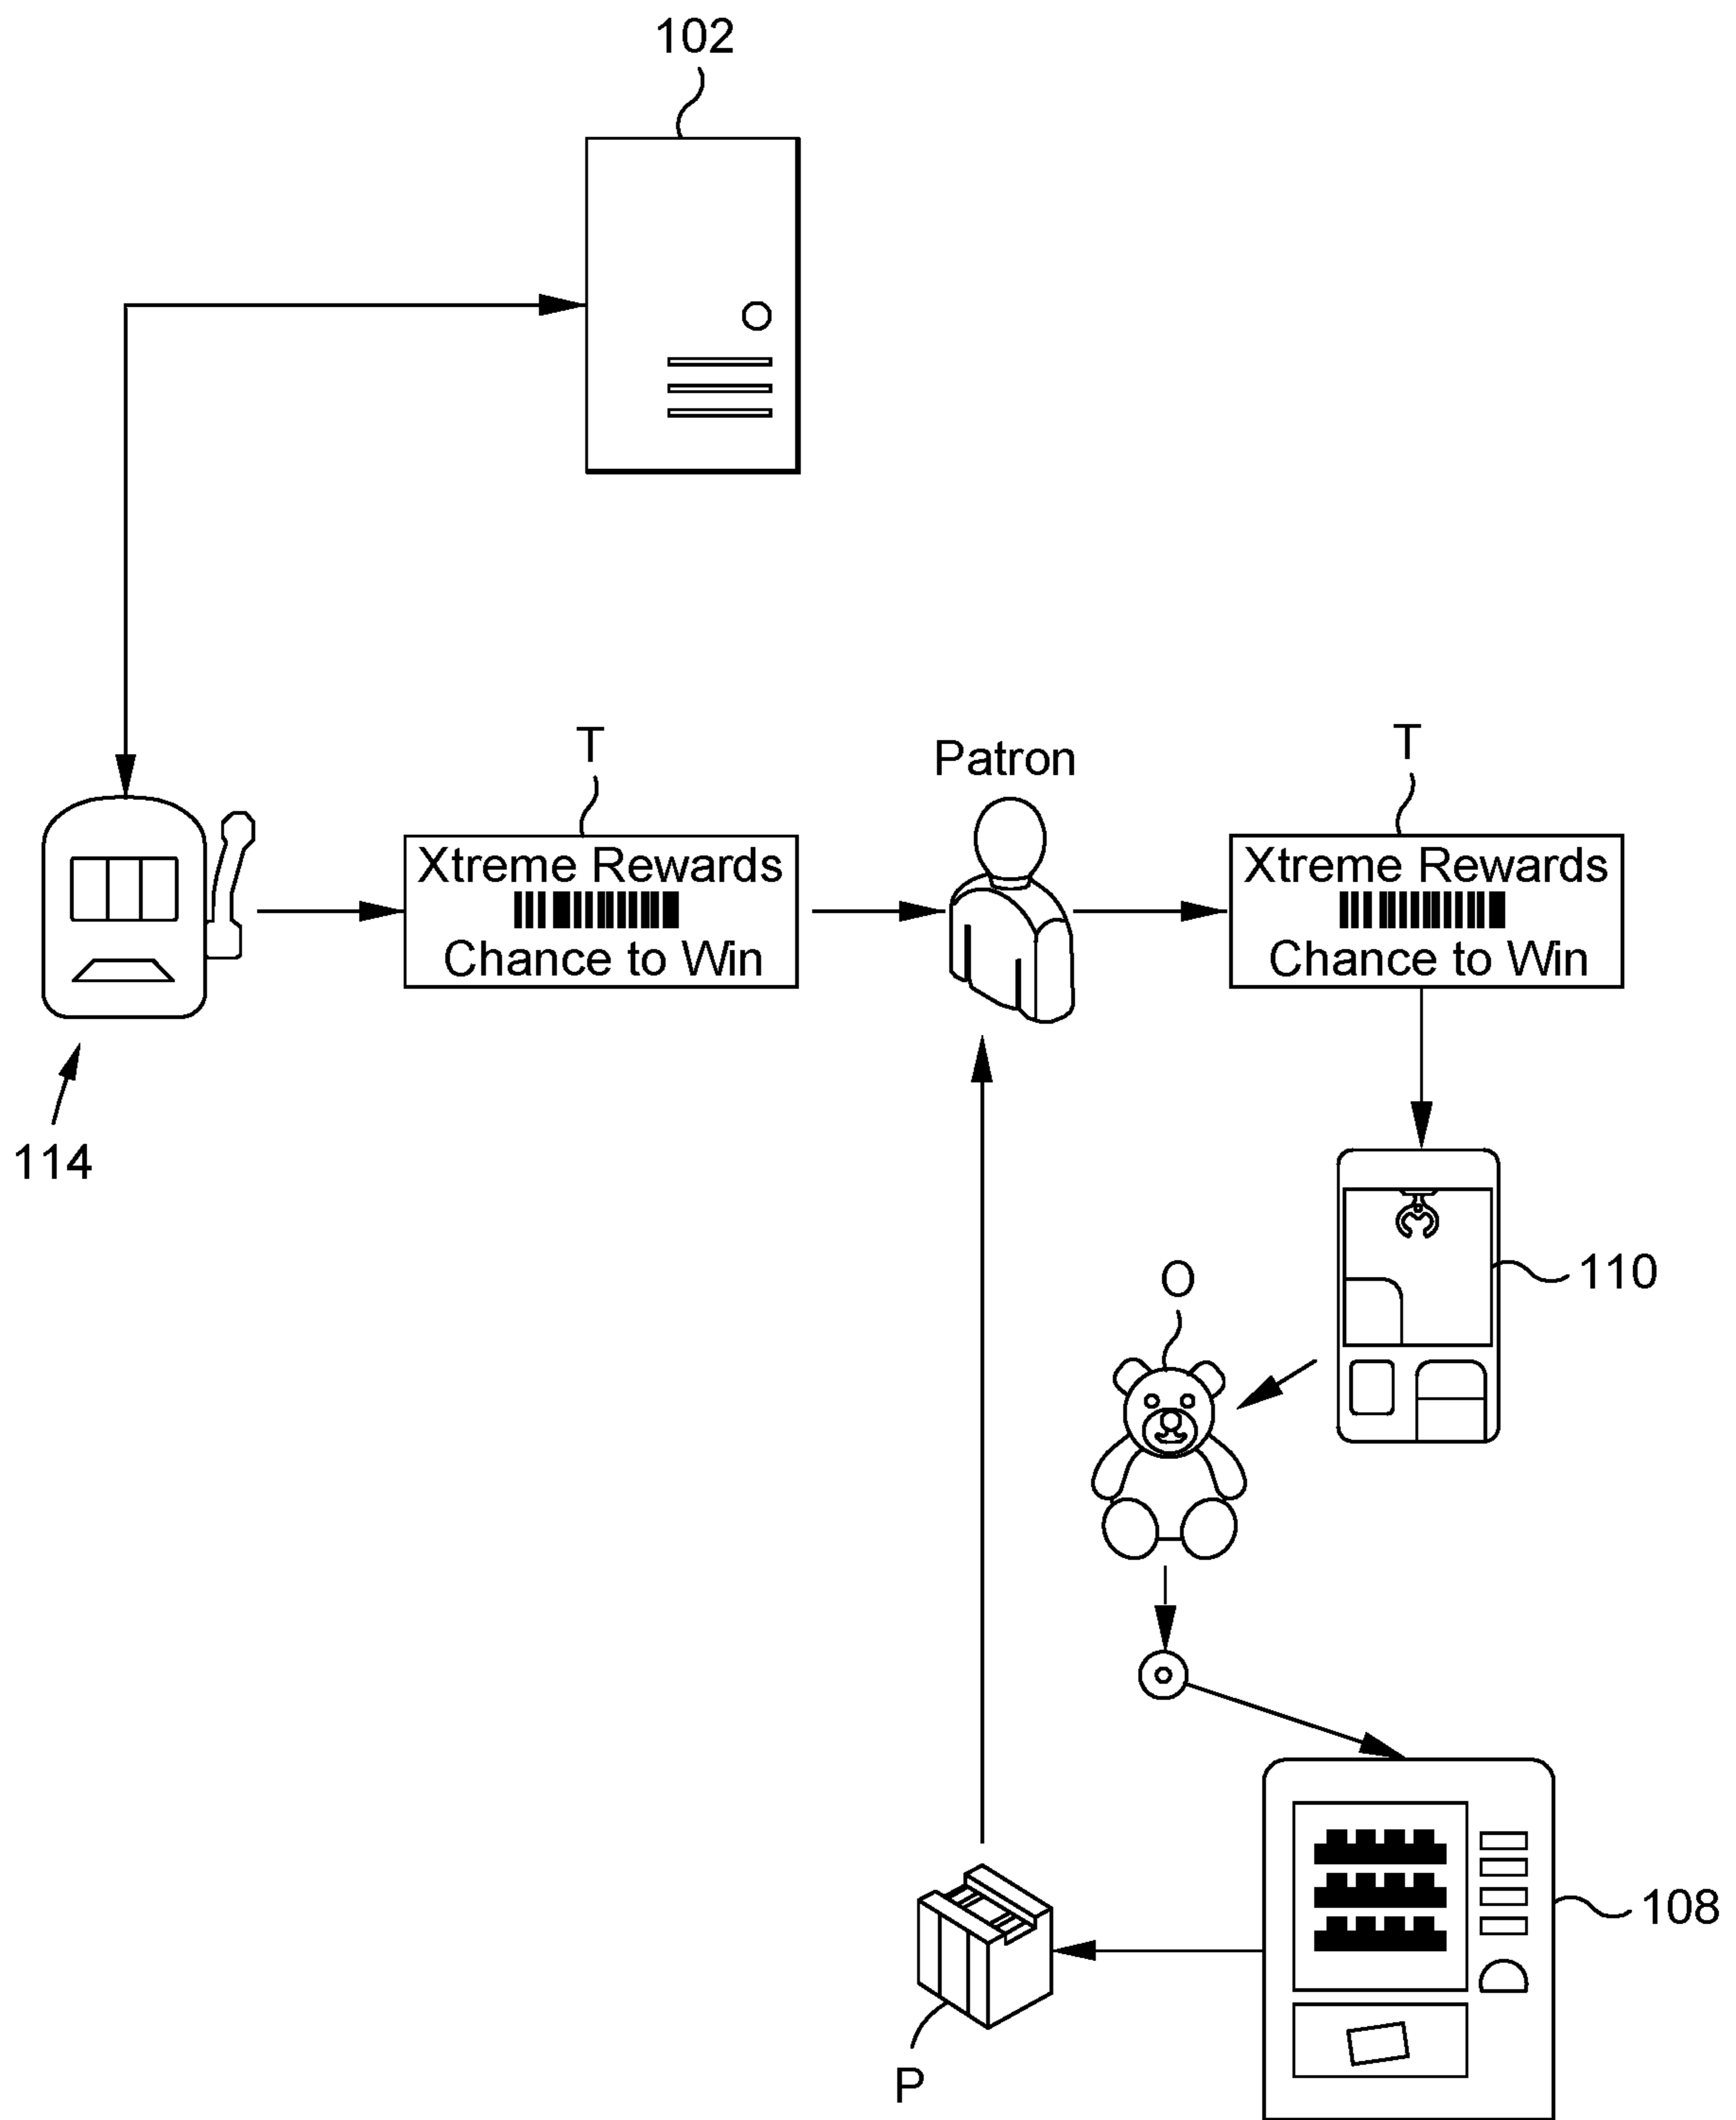 102
T
Patron
T
Xtreme Rewards
Chance to Win
Xtreme Rewards
Chance to Win
114
110
O
108
P